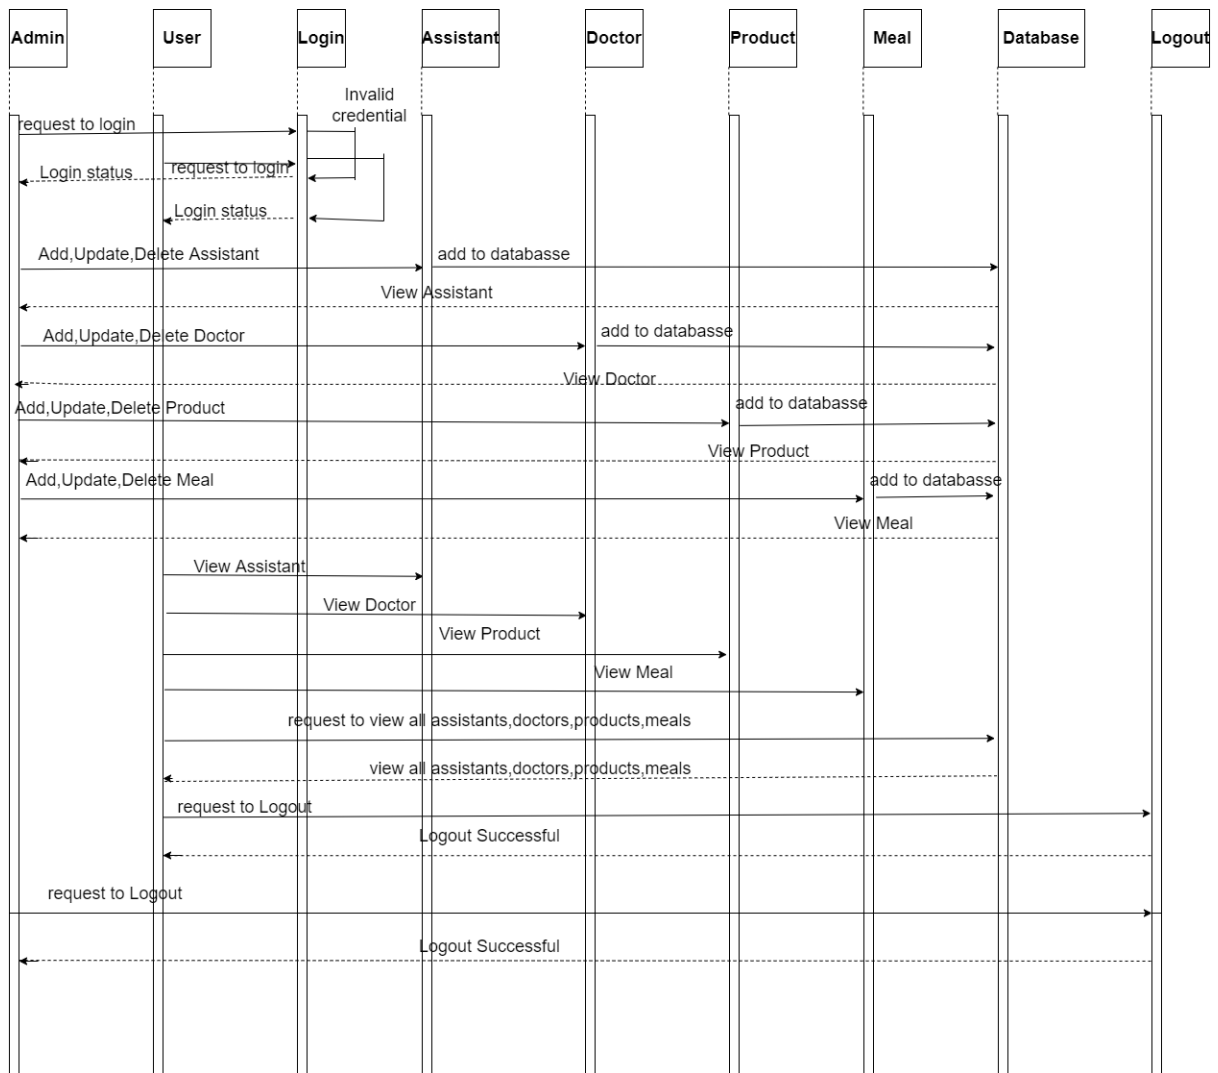 Admin
User
Login
Assistant
Doctor
Product
Meal
Database
Logout
Invalid
credential
request to login
request to login
Login status
Login status
Add,Update,Delete Assistant
add to databasse
View Assistant
Add,Update,Delete Doctor
add to databasse
View Doctor
Add,Update,Delete Product
add to databasse
View Product
Add,Update,Delete Meal
add to databasse
View Meal
View Assistant
View Doctor
View Product
View Meal
request to view all assistants,doctors,products,meals
view all assistants,doctors,products,meals
request to Logout
Logout Successful
request to Logout
Logout Successful